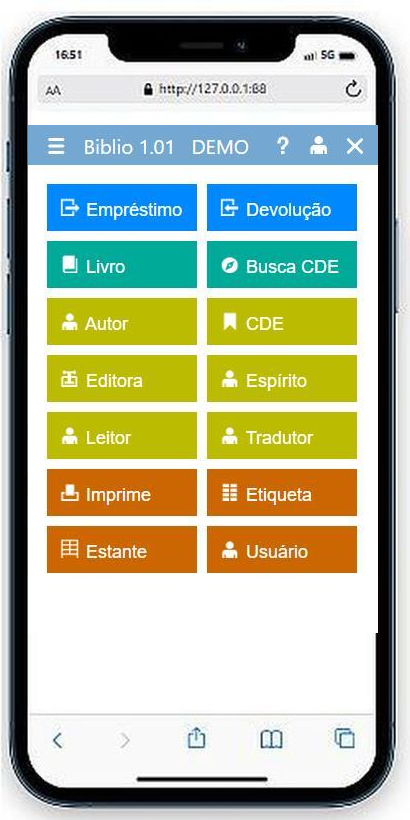 16.51
5G
AA http://127.0.0.1:88
Biblio 1.01 DEMO ?
Empréstimo Devolução
Livro Busca CDE
Autor CDE
Editora Espírito
Leitor Tradutor
Imprime Etiqueta
Estante Usuário